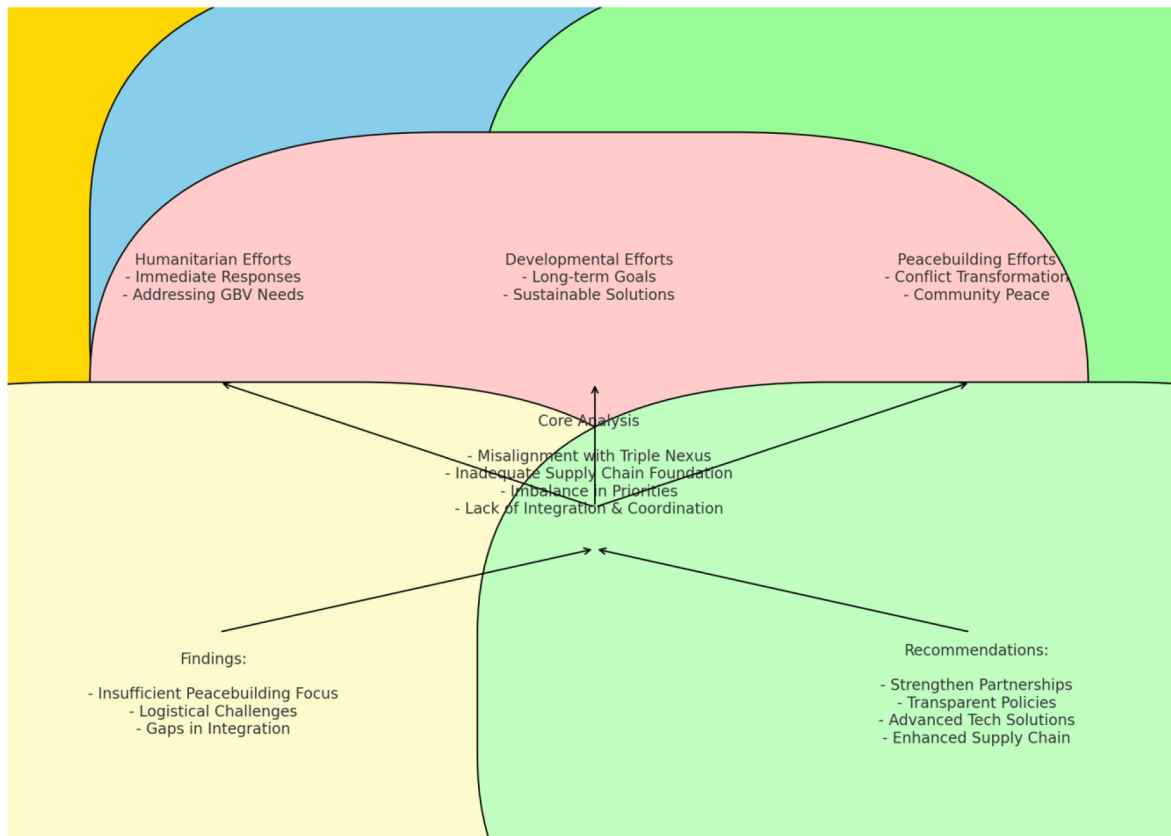 Humanitarian Efforts
- Immediate Responses
- Addressing GBV Needs
Developmental Efforts
- Long-term Goals
- Sustainable Solutions
Peacebuilding Efforts
- Conflict Transformation
- Community Peace
Core Analysis
- Misalignment with Triple Nexus
- Inadequate Supply Chain Foundation
- Imbalance in Priorities
- Lack of Integration & Coordination
Findings:
- Insufficient Peacebuilding Focus
- Logistical Challenges
- Gaps in Integration
Recommendations:
- Strengthen Partnerships
- Transparent Policies
- Advanced Tech Solutions
- Enhanced Supply Chain